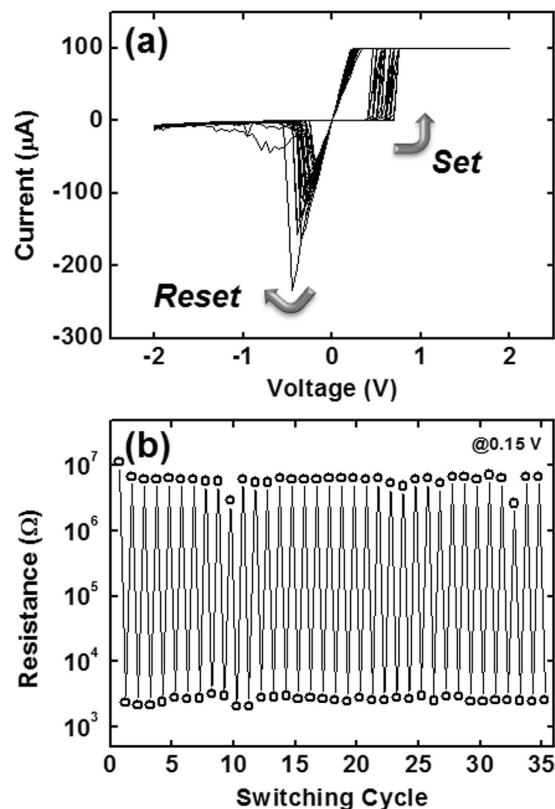 (a)
100
0
-100
-200
-300
Current (μA)
Set
Reset
-2 -1 0 1 2
Voltage (V)
(b)
@0.15 V
10⁷
10⁶
10⁵
10⁴
10³
Resistance (Ω)
0 5 10 15 20 25 30 35
Switching Cycle